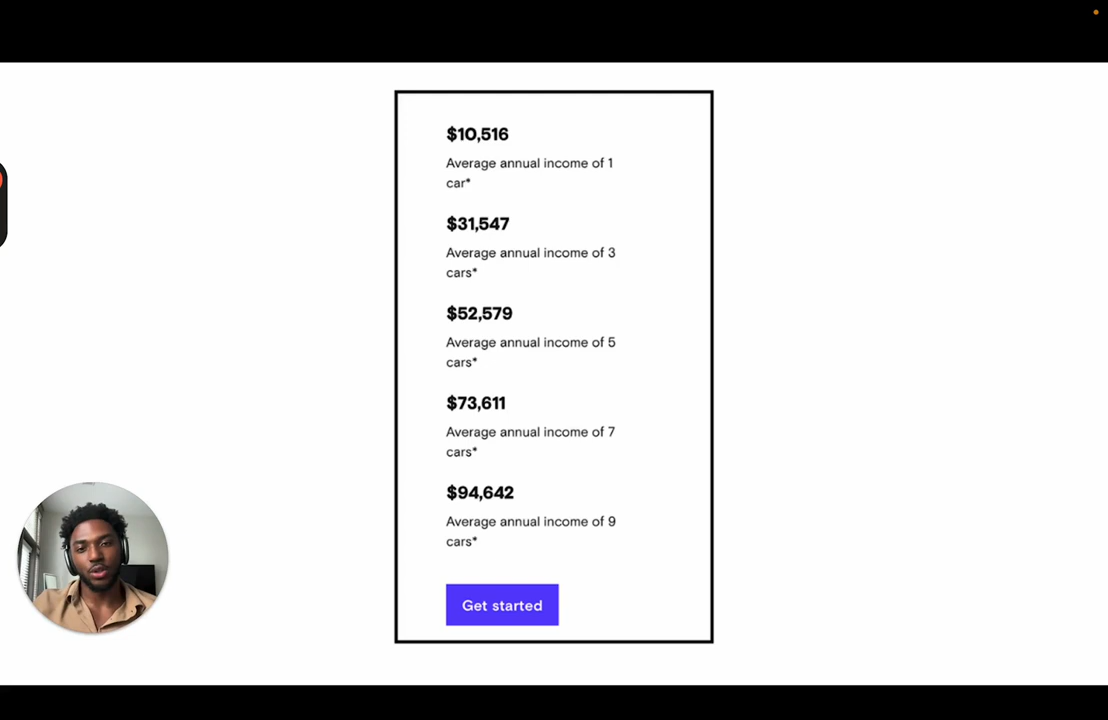 $10,516
Average annual income of 1
car*
$31,547
Average annual income of 3
cars*
$52,579
Average annual income of 5
cars*
$73,611
Average annual income of 7
cars*
$94,642
Average annual income of 9
cars*
Get started